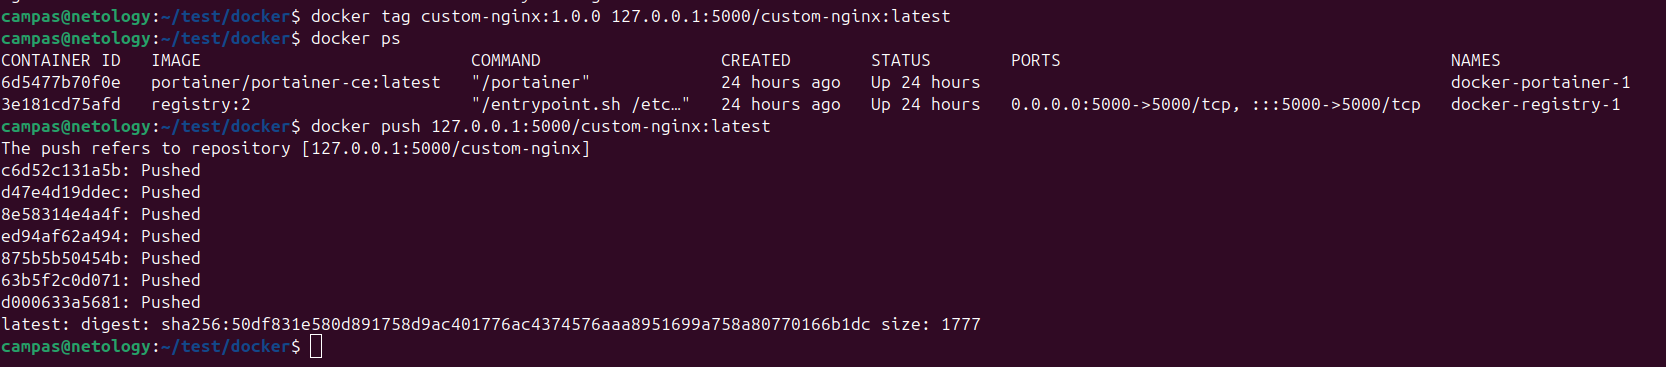 campas@netology:~/test/docker$ docker tag custom-nginx:1.0.0 127.0.0.1:5000/custom-nginx:latest
campas@netology:~/test/docker$ docker ps
CONTAINER ID   IMAGE                           COMMAND                  CREATED        STATUS        PORTS                                       NAMES
6d5477b70f0e   portainer/portainer-ce:latest   "/portainer"             24 hours ago   Up 24 hours                                               docker-portainer-1
3e181cd75afd   registry:2                      "/entrypoint.sh /etc…"   24 hours ago   Up 24 hours   0.0.0.0:5000->5000/tcp, :::5000->5000/tcp   docker-registry-1
campas@netology:~/test/docker$ docker push 127.0.0.1:5000/custom-nginx:latest
The push refers to repository [127.0.0.1:5000/custom-nginx]
c6d52c131a5b: Pushed
d47e4d19ddec: Pushed
8e58314e4a4f: Pushed
ed94af62a494: Pushed
875b5b50454b: Pushed
63b5f2c0d071: Pushed
d000633a5681: Pushed
latest: digest: sha256:50df831e580d891758d9ac401776ac4374576aaa8951699a758a80770166b1dc size: 1777
campas@netology:~/test/docker$